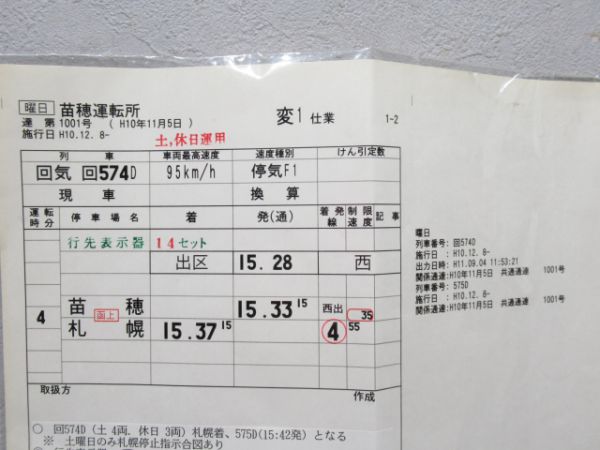 曜日 苗穂運転所 変1 仕業 1-2
達 第1001号 ( H10年11月5日 )
施行日 H10.12. 8-
土,休日運用
列 車 車両最高速度 速度種別 けん引定数
回気 回574D 95km/h 停気F1
現 車 換 算
運転時分 停 車 場 名 着 発(通) 着発線 制限速度 記 事
行先表示器 14セット
出区 15.28 西
苗 穂 15.33 15 西出 35
4 函上
札 幌 15.37 15 4 55
取扱方 作成
○ 回574D (土 4両. 休日 3両) 札幌着、575D(15:42発) となる
※ 土曜日のみ札幌停止指示合図あり
曜日
列車番号: 回574D
施行日 : H10.12. 8-
出力日時: H11.09.04 11:53:21
関係通達:H10年11月5日 共通通達 1001号
列車番号: 575D
施行日 : H10.12. 8-
関係通達:H10年11月5日 共通通達 1001号